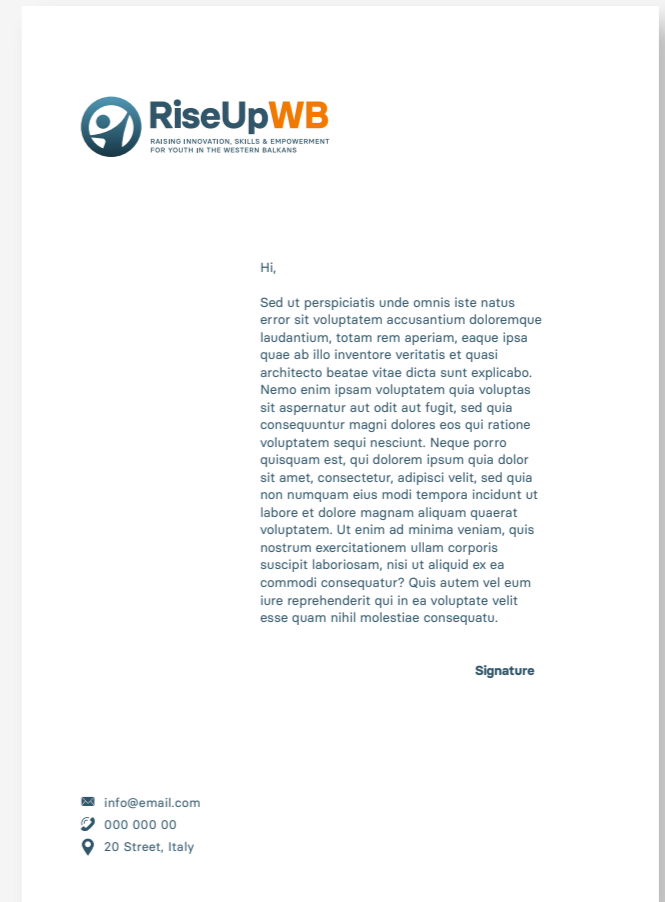 RiseUpWB
RAISING INNOVATION, SKILLS & EMPOWERMENT
FOR YOUTH IN THE WESTERN BALKANS
Hi,
Sed ut perspiciatis unde omnis iste natus
error sit voluptatem accusantium doloremque
laudantium, totam rem aperiam, eaque ipsa
quae ab illo inventore veritatis et quasi
architecto beatae vitae dicta sunt explicabo.
Nemo enim ipsam voluptatem quia voluptas
sit aspernatur aut odit aut fugit, sed quia
consequuntur magni dolores eos qui ratione
voluptatem sequi nesciunt. Neque porro
quisquam est, qui dolorem ipsum quia dolor
sit amet, consectetur, adipisci velit, sed quia
non numquam eius modi tempora incidunt ut
labore et dolore magnam aliquam quaerat
voluptatem. Ut enim ad minima veniam, quis
nostrum exercitationem ullam corporis
suscipit laboriosam, nisi ut aliquid ex ea
commodi consequatur? Quis autem vel eum
iure reprehenderit qui in ea voluptate velit
esse quam nihil molestiae consequatu.
Signature
info@email.com
000 000 00
20 Street, Italy